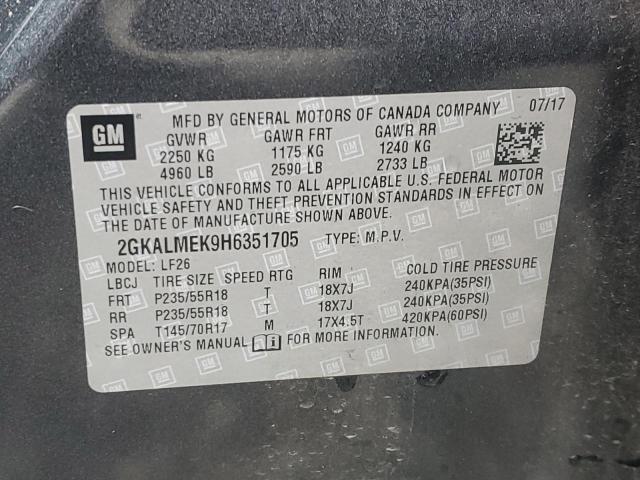 GM
MFD BY GENERAL MOTORS OF CANADA COMPANY 07/17
GVWR GAWR FRT GAWR RR
2250 KG 1175 KG 1240 KG
4960 LB 2590 LB 2733 LB
THIS VEHICLE CONFORMS TO ALL APPLICABLE U.S. FEDERAL MOTOR
VEHICLE SAFETY AND THEFT PREVENTION STANDARDS IN EFFECT ON
THE DATE OF MANUFACTURE SHOWN ABOVE.
2GKALMEK9H6351705 TYPE: M.P.V.
MODEL: LF26
LBCJ TIRE SIZE SPEED RTG RIM COLD TIRE PRESSURE
FRT P235/55R18 T 18X7J 240KPA(35PSI)
RR P235/55R18 T 18X7J 240KPA(35PSI)
SPA T145/70R17 M 17X4.5T 420KPA(60PSI)
SEE OWNER'S MANUAL FOR MORE INFORMATION.